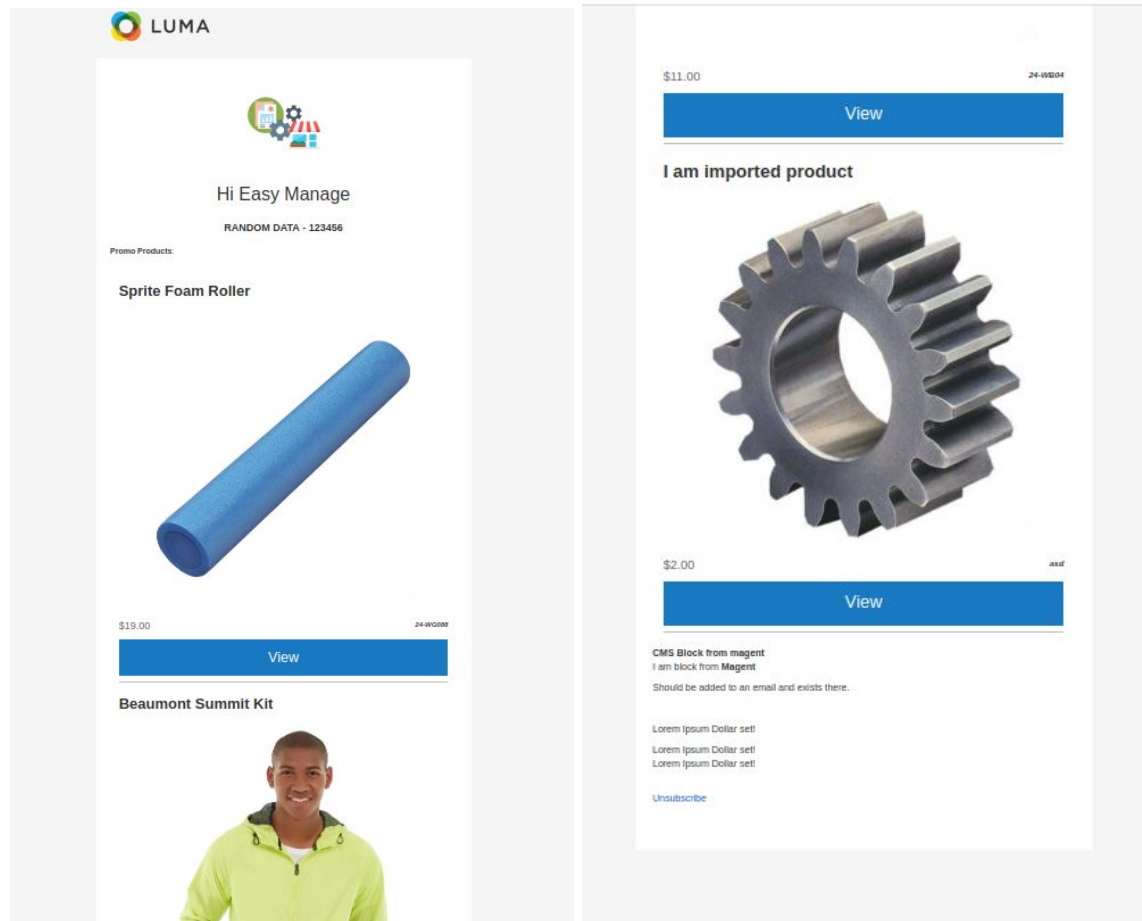 LUMA
Hi Easy Manage
RANDOM DATA - 123456
Promo Products:
Sprite Foam Roller
$19.00 24-WG088
View
Beaumont Summit Kit
$11.00
View
I am imported product
$2.00 asd
View
CMS Block from magent
I am block from Magent
Should be added to an email and exists there.
Lorem Ipsum Dollar set!
Lorem Ipsum Dollar set!
Lorem Ipsum Dollar set!
Unsubscribe